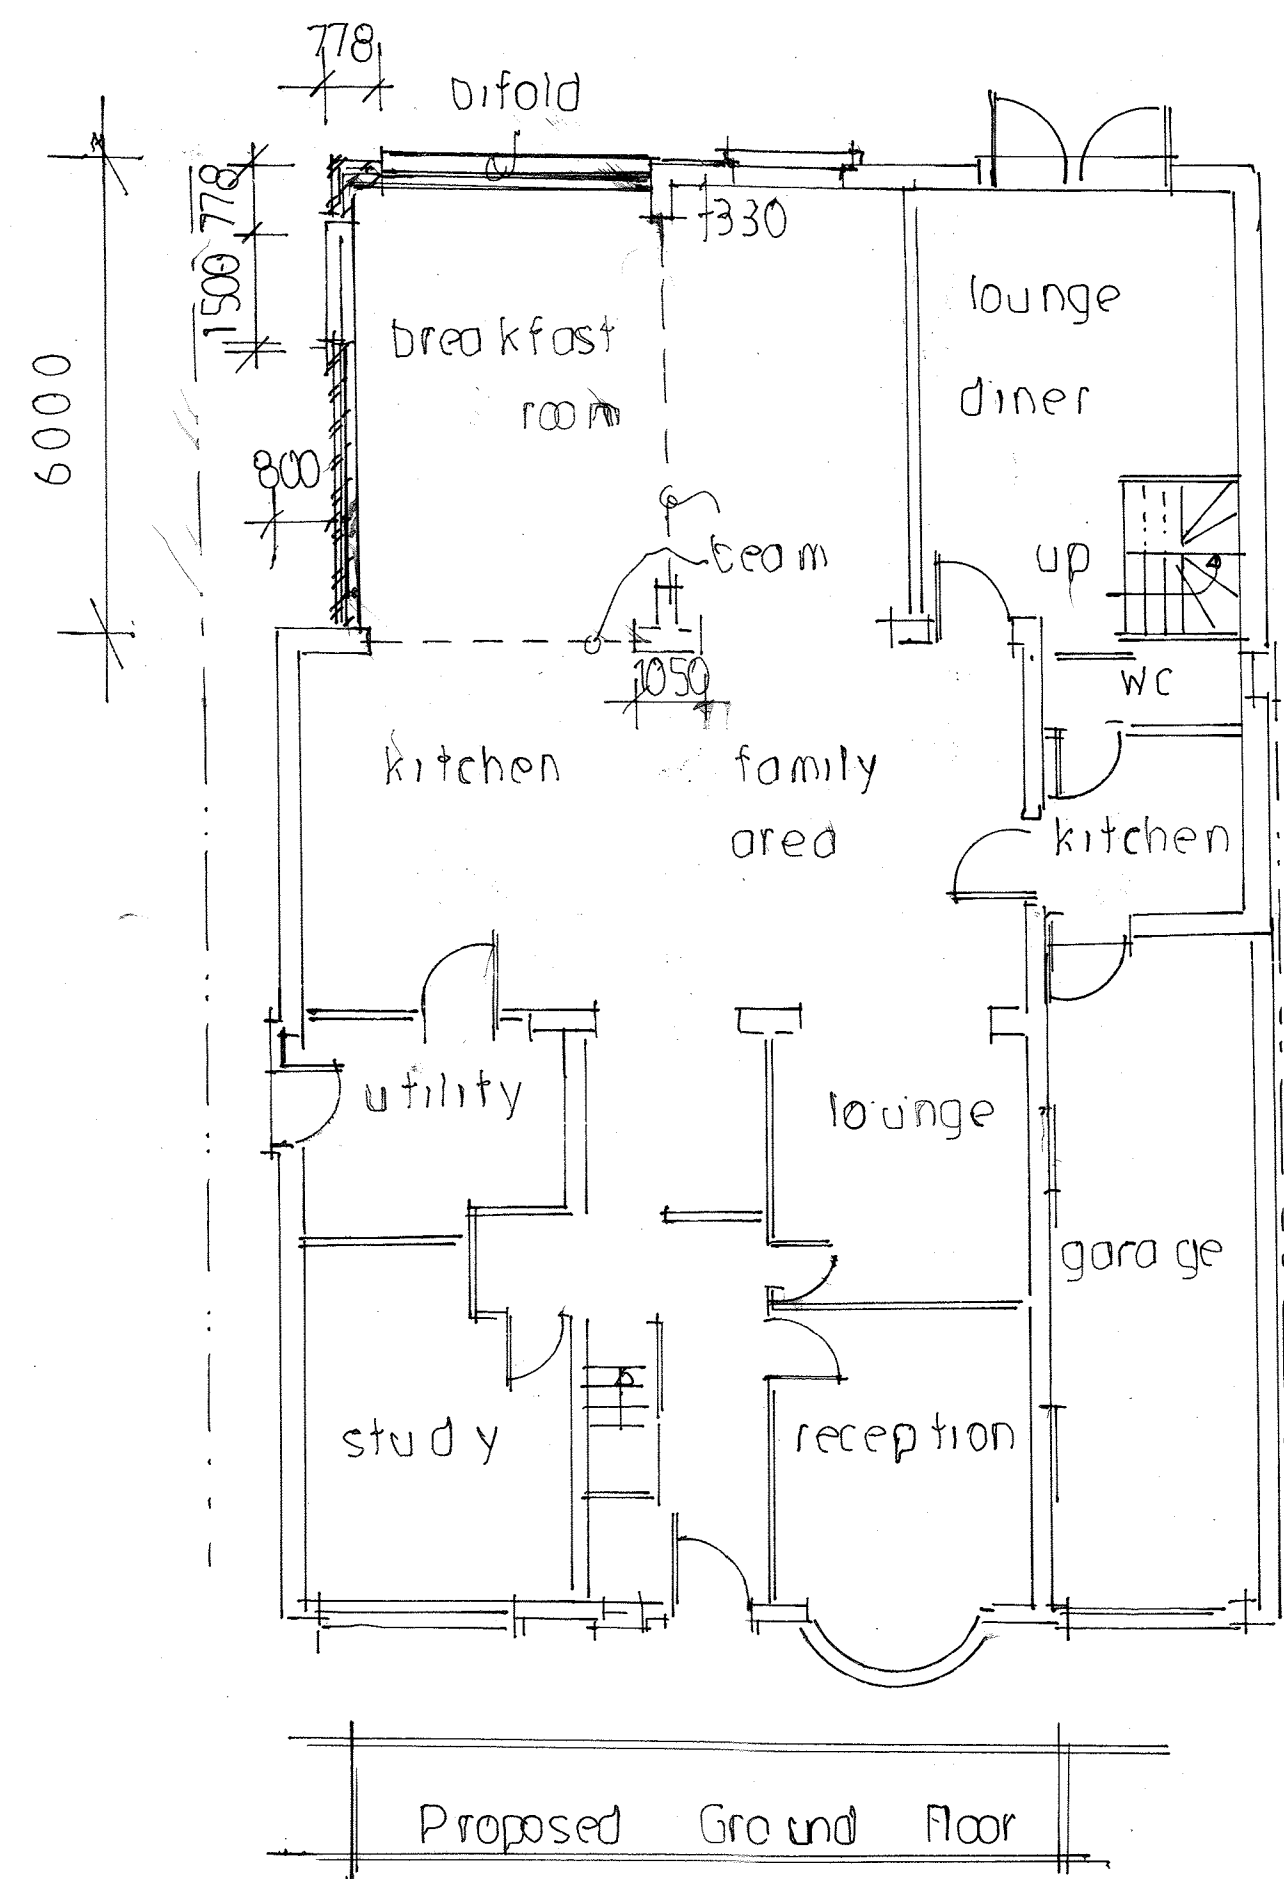 778
bifold
778
330
1500
lounge
breakfast
room
diner
6000
800
up
beam
1050
WC
kitchen
family
area
kitchen
utility
lounge
garage
study
reception
Proposed Ground Floor